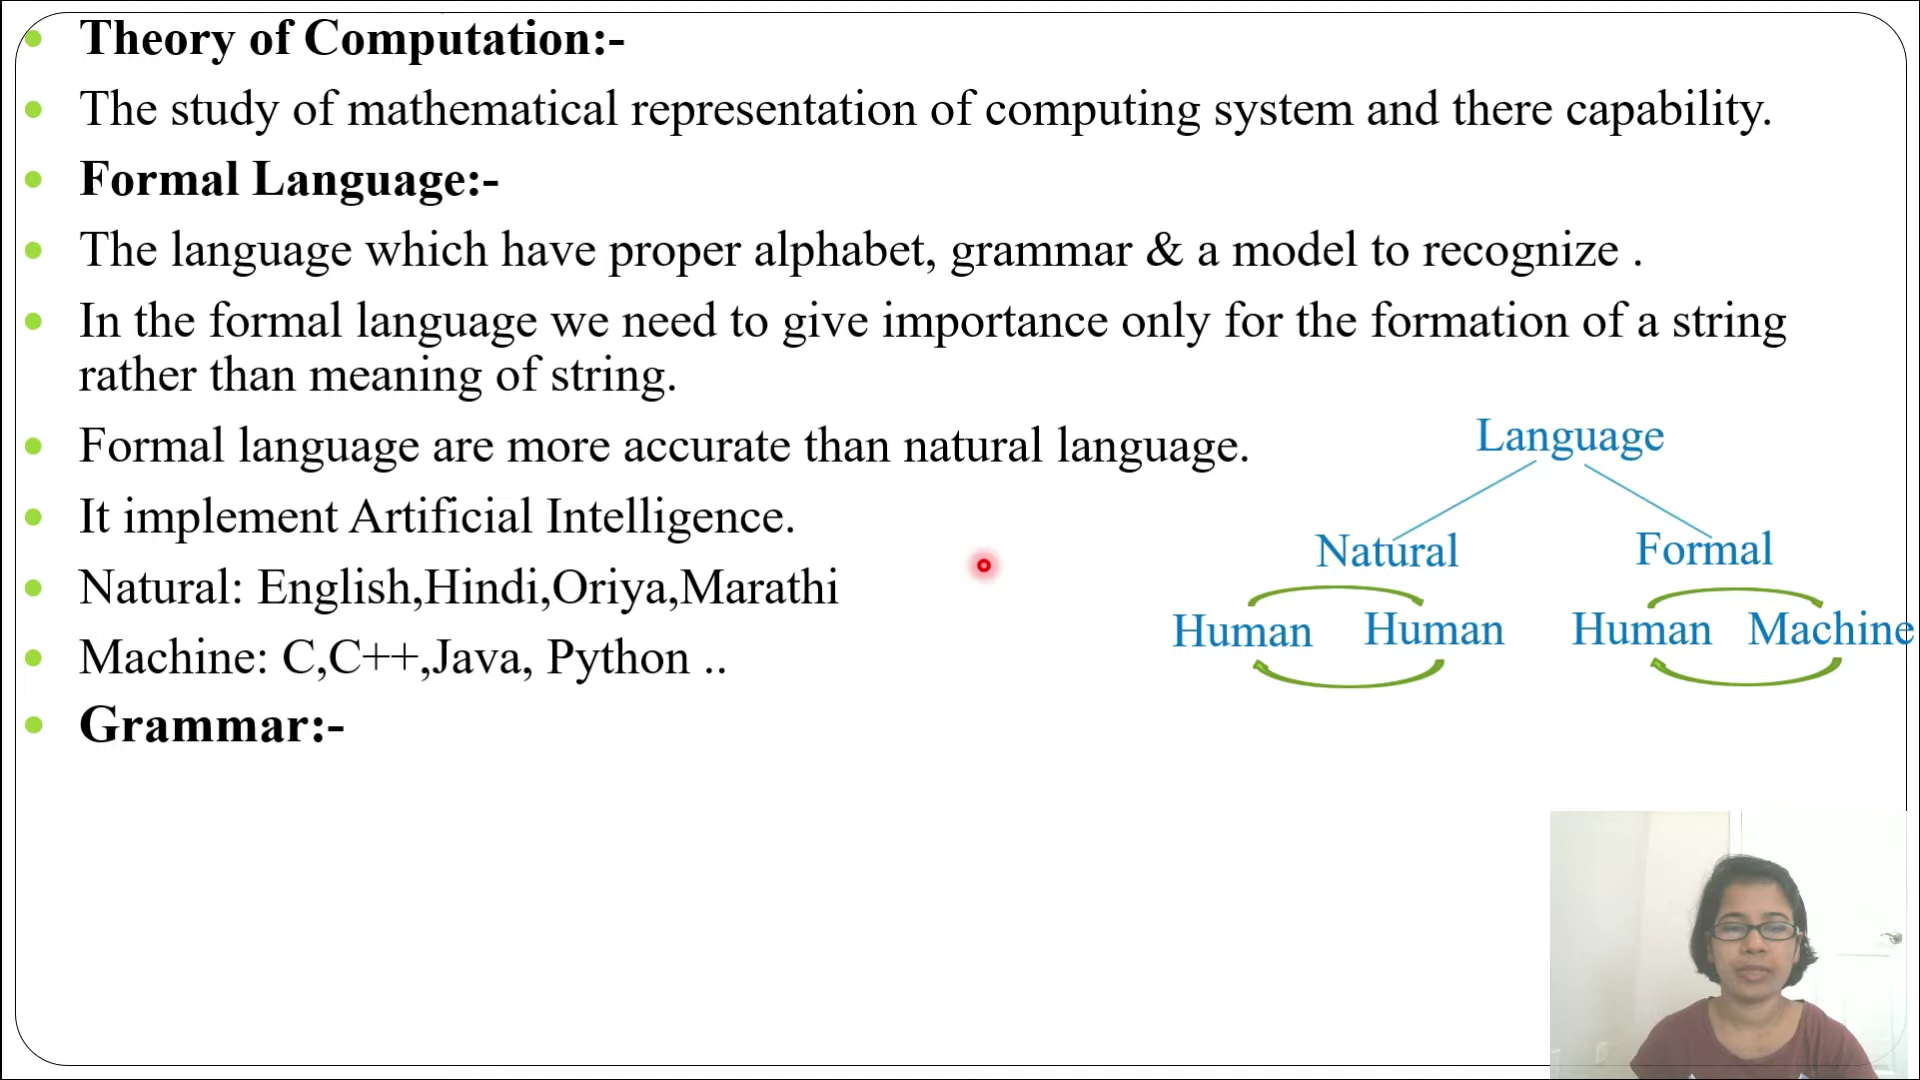 Theory of Computation:-
The study of mathematical representation of computing system and there capability.
Formal Language:-
The language which have proper alphabet, grammar & a model to recognize .
In the formal language we need to give importance only for the formation of a string
rather than meaning of string.
Formal language are more accurate than natural language.
It implement Artificial Intelligence.
Natural: English,Hindi,Oriya,Marathi
Machine: C,C++,Java, Python ..
Grammar:-
Language
Natural Formal
Human Human Human Machine